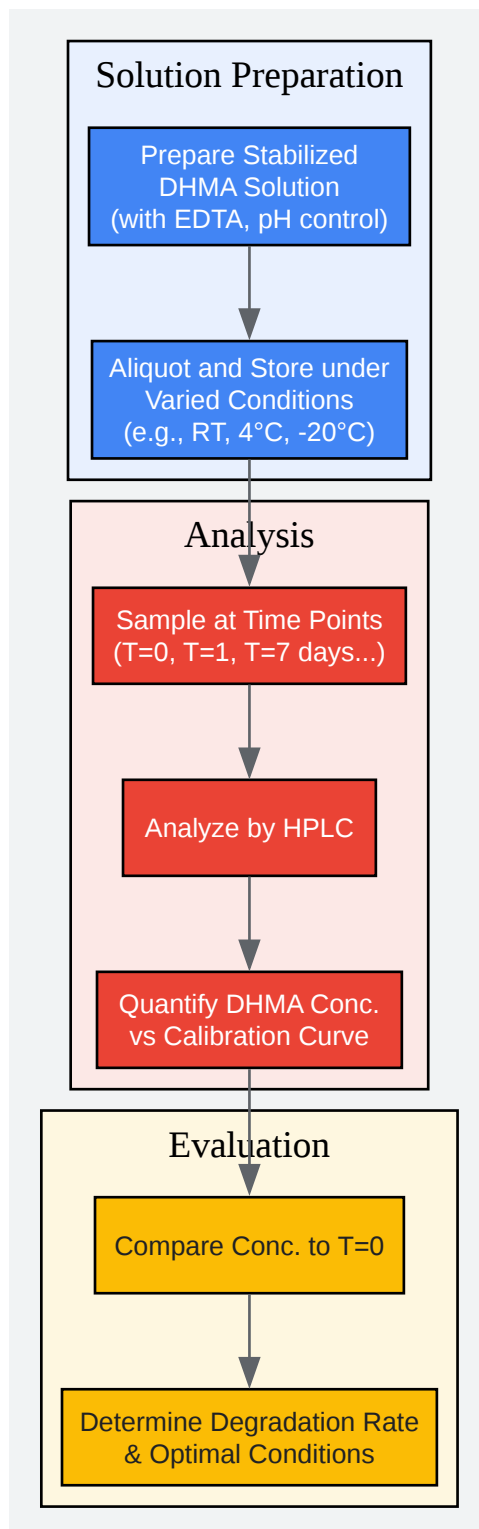 Solution Preparation
Prepare Stabilized
DHMA Solution
(with EDTA, pH control)
Aliquot and Store under
Varied Conditions
(e.g., RT, 4°C, -20°C)
Analysis
Sample at Time Points
(T=0, T=1, T=7 days...)
Analyze by HPLC
Quantify DHMA Conc.
vs Calibration Curve
Evaluation
Compare Conc. to T=0
Determine Degradation Rate
& Optimal Conditions